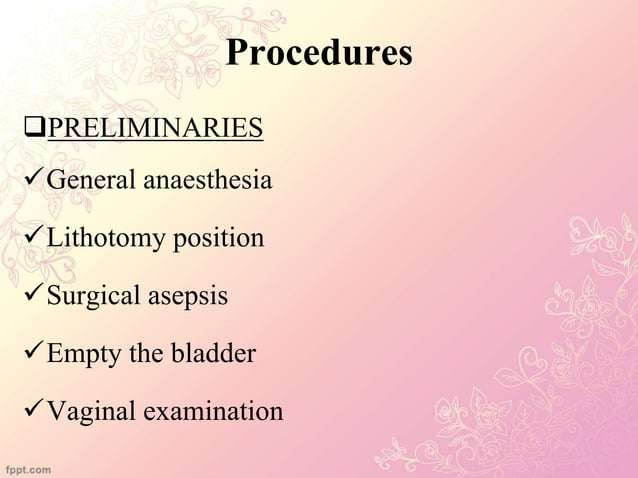 Procedures
❑PRELIMINARIES
✓General anaesthesia
✓Lithotomy position
✓Surgical asepsis
✓Empty the bladder
✓Vaginal examination
fppt.com